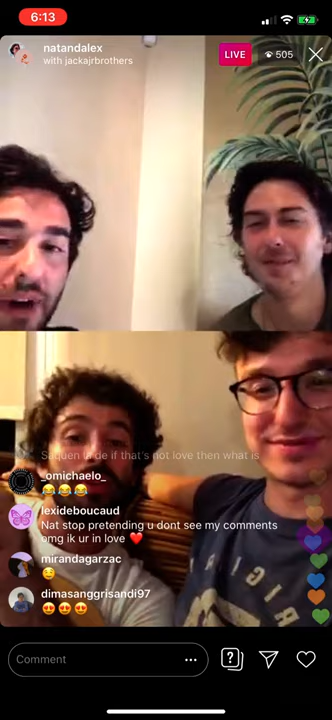 6:13
natandalex
with jackajrbrothers
LIVE
505
Saquen la de if that's not love then what is
_omichaelo_
😂😂😂
lexideboucaud
Nat stop pretending u dont see my comments
omg ik ur in love ❤️
mirandagarzac
dimasanggrisandi97
😍😍😍
Comment